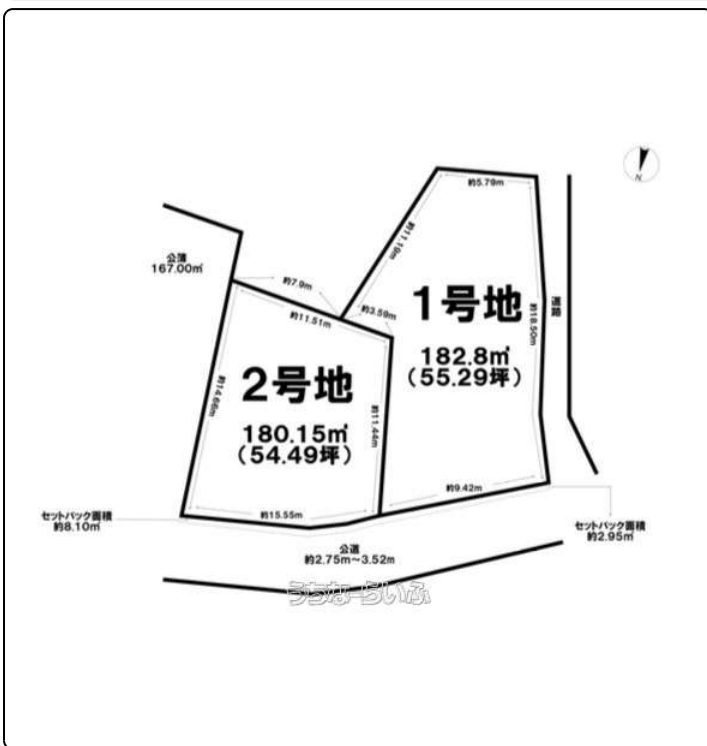 N
約5.79m
約11.19m
公簿
167.00㎡
約7.9m
約3.59m
約11.51m
1号地
182.8㎡
(55.29坪)
約18.50m
道路
2号地
180.15㎡
(54.49坪)
約14.66m
約11.44m
約9.42m
約15.55m
セットバック面積
約8.10㎡
セットバック面積
約2.95㎡
公道
約2.75m～3.52m
うちなーらいふ